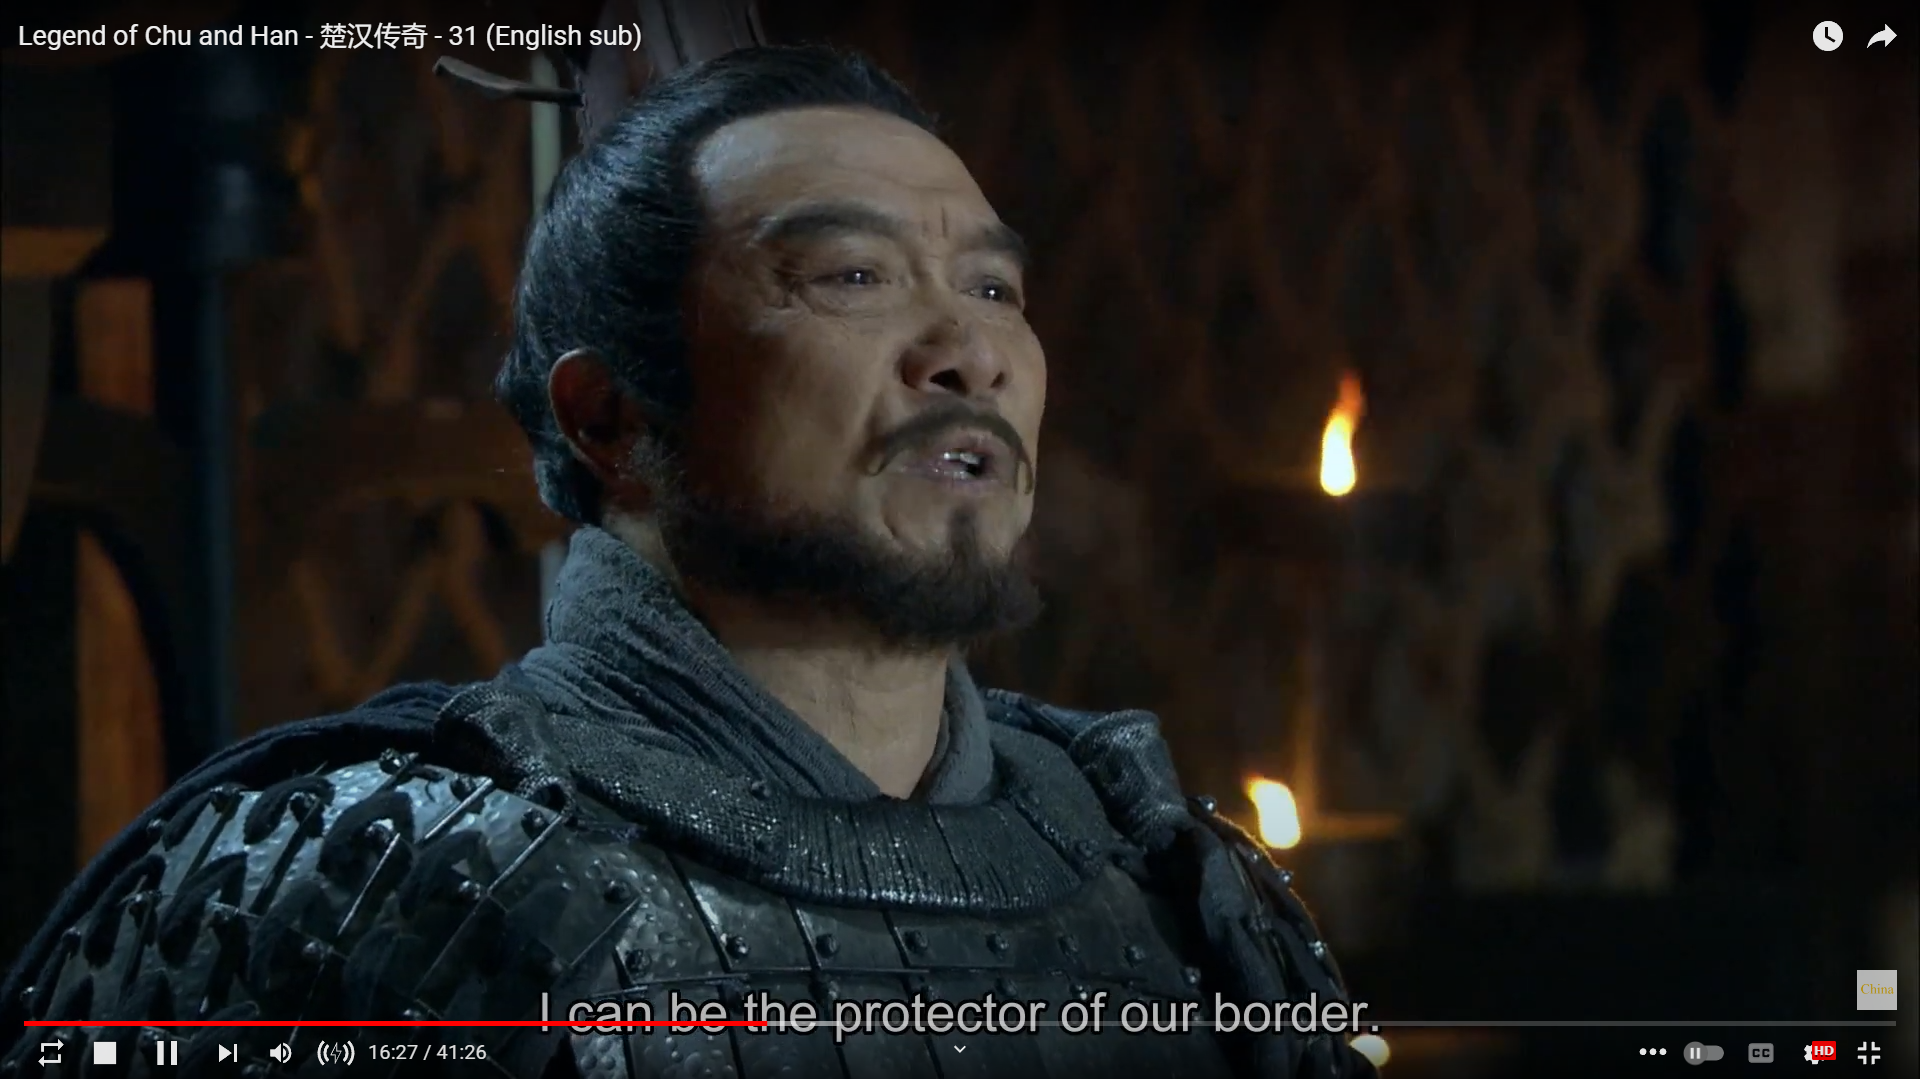 Legend of Chu and Han - 楚汉传奇 - 31 (English sub)
China
I can be the protector of our border.
16:27 / 41:26
CC
HD